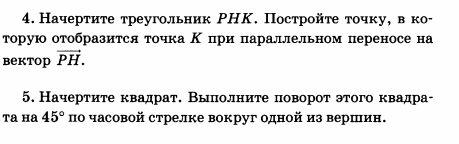 4. Начертите треугольник PHK. Постройте точку, в ко-
торую отобразится точка K при параллельном переносе на
вектор $\overrightarrow{PH}$.
5. Начертите квадрат. Выполните поворот этого квадра-
та на 45° по часовой стрелке вокруг одной из вершин.